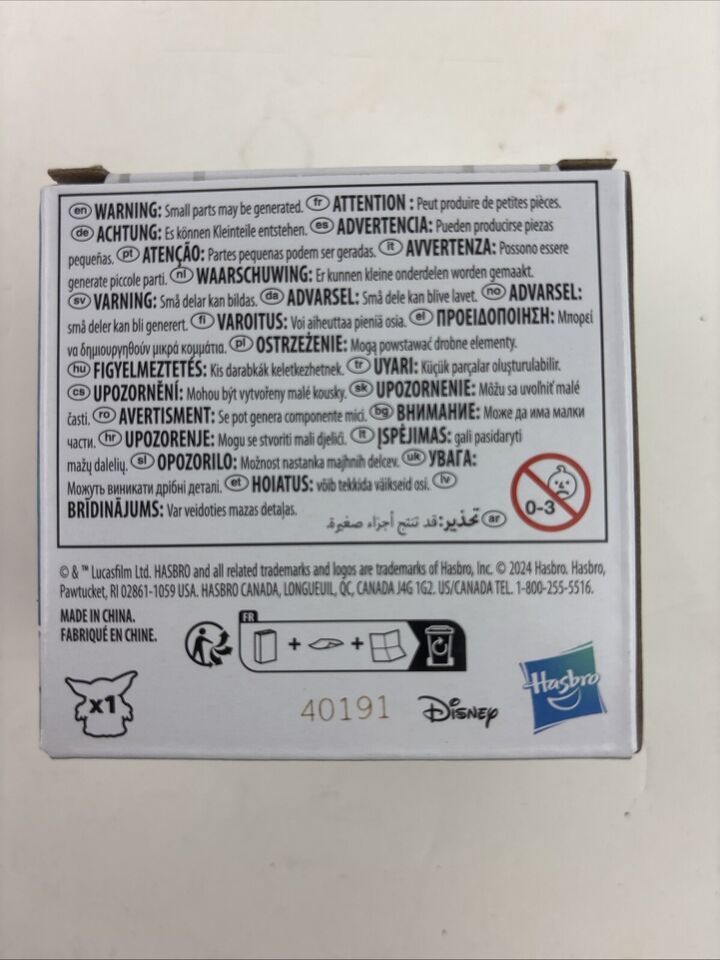 en WARNING: Small parts may be generated. fr ATTENTION : Peut produire de petites pièces.
de ACHTUNG: Es können Kleinteile entstehen. es ADVERTENCIA: Pueden producirse piezas
pequeñas. pt ATENÇÃO: Partes pequenas podem ser geradas. it AVVERTENZA: Possono essere
generate piccole parti. nl WAARSCHUWING: Er kunnen kleine onderdelen worden gemaakt.
sv VARNING: Små delar kan bildas. da ADVARSEL: Små dele kan blive lavet. no ADVARSEL:
små deler kan bli generert. fi VAROITUS: Voi aiheuttaa pieniä osia. el ΠΡΟΕΙΔΟΠΟΙΗΣΗ: Μπορεί
να δημιουργηθούν μικρά κομμάτια. pl OSTRZEŻENIE: Mogą powstawać drobne elementy.
hu FIGYELMEZTETÉS: Kis darabkák keletkezhetnek. tr UYARI: Küçük parçalar oluşturulabilir.
cs UPOZORNĚNÍ: Mohou být vytvořeny malé kousky. sk UPOZORNENIE: Môžu sa uvoľniť malé
časti. ro AVERTISMENT: Se pot genera componente mici. bg ВНИМАНИЕ: Може да има малки
части. hr UPOZORENJE: Mogu se stvoriti mali djelići. lt ĮSPĖJIMAS: gali pasidaryti
mažų dalelių. sl OPOZORILO: Možnost nastanka majhnih delcev. uk УВАГА:
Можуть виникати дрібні деталі. et HOIATUS: võib tekkida väikseid osi. lv
BRĪDINĀJUMS: Var veidoties mazas detaļas.
ar تحذير: قد تنتج أجزاء صغيرة.
0-3
© & ™ Lucasfilm Ltd. HASBRO and all related trademarks and logos are trademarks of Hasbro, Inc. © 2024 Hasbro. Hasbro,
Pawtucket, RI 02861-1059 USA. HASBRO CANADA, LONGUEUIL, QC, CANADA J4G 1G2. US/CANADA TEL. 1-800-255-5516.
MADE IN CHINA.
FABRIQUÉ EN CHINE.
FR
+ +
x1
40191
Disney
Hasbro